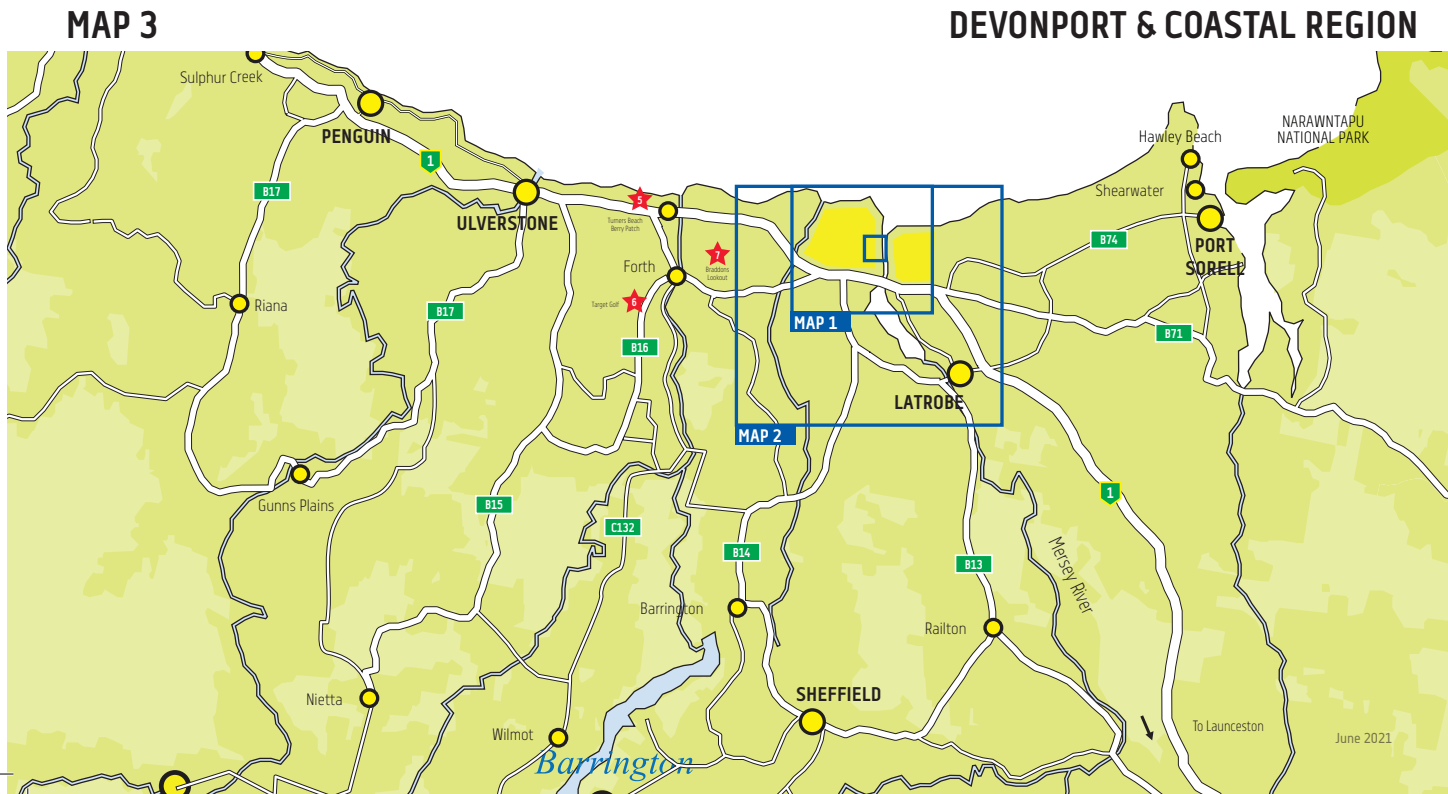 MAP 3
DEVONPORT & COASTAL REGION
Sulphur Creek
PENGUIN
NARAWNTAPU
NATIONAL PARK
Hawley Beach
1
B17
Shearwater
5
ULVERSTONE
Turners Beach
Berry Patch
B74
PORT
SORELL
7
Braddons
Lookout
Forth
Target Golf
6
Riana
B17
MAP 1
B71
B16
LATROBE
MAP 2
Gunns Plains
B15
1
C132
B14
B13
Mersey River
Barrington
Railton
Nietta
SHEFFIELD
To Launceston
Wilmot
June 2021
Barrington